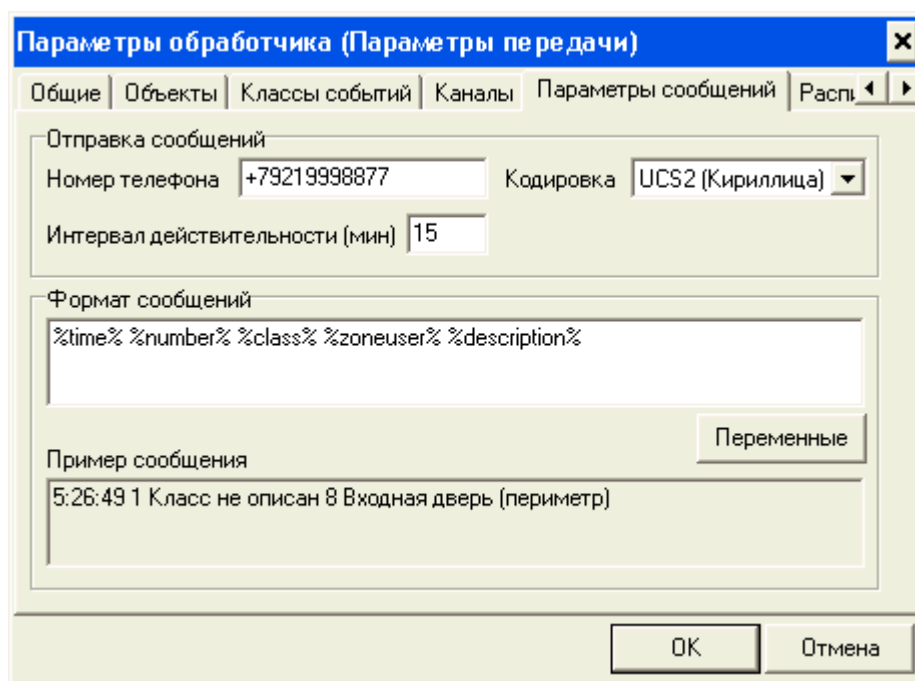 Параметры обработчика (Параметры передачи)
Общие Объекты Классы событий Каналы Параметры сообщений Распи
Отправка сообщений
Номер телефона +79219998877 Кодировка UCS2 (Кириллица)
Интервал действительности (мин) 15
Формат сообщений
%time% %number% %class% %zoneuser% %description%
Переменные
Пример сообщения
5:26:49 1 Класс не описан 8 Входная дверь (периметр)
OK Отмена